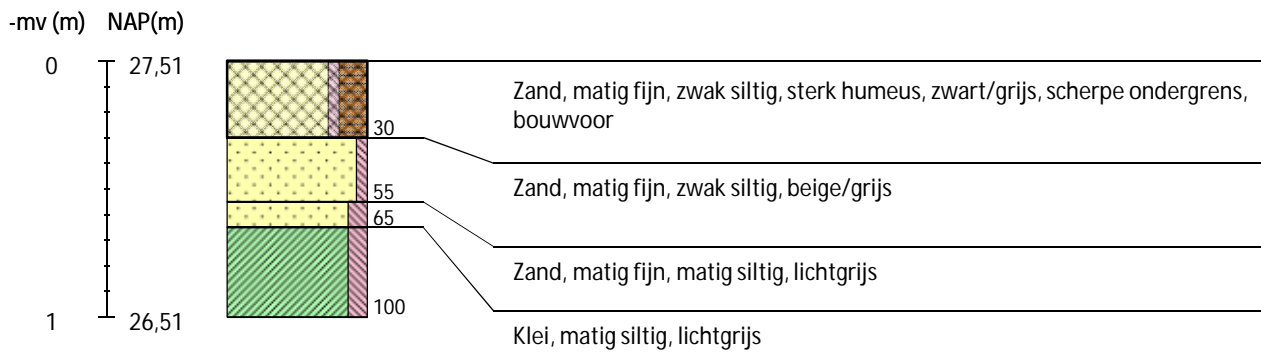 -mv (m) NAP(m)
0 27,51
Zand, matig fijn, zwak siltig, sterk humeus, zwart/grijs, scherpe ondergrens,
bouwvoor
30
Zand, matig fijn, zwak siltig, beige/grijs
55
65
Zand, matig fijn, matig siltig, lichtgrijs
100
1 26,51
Klei, matig siltig, lichtgrijs